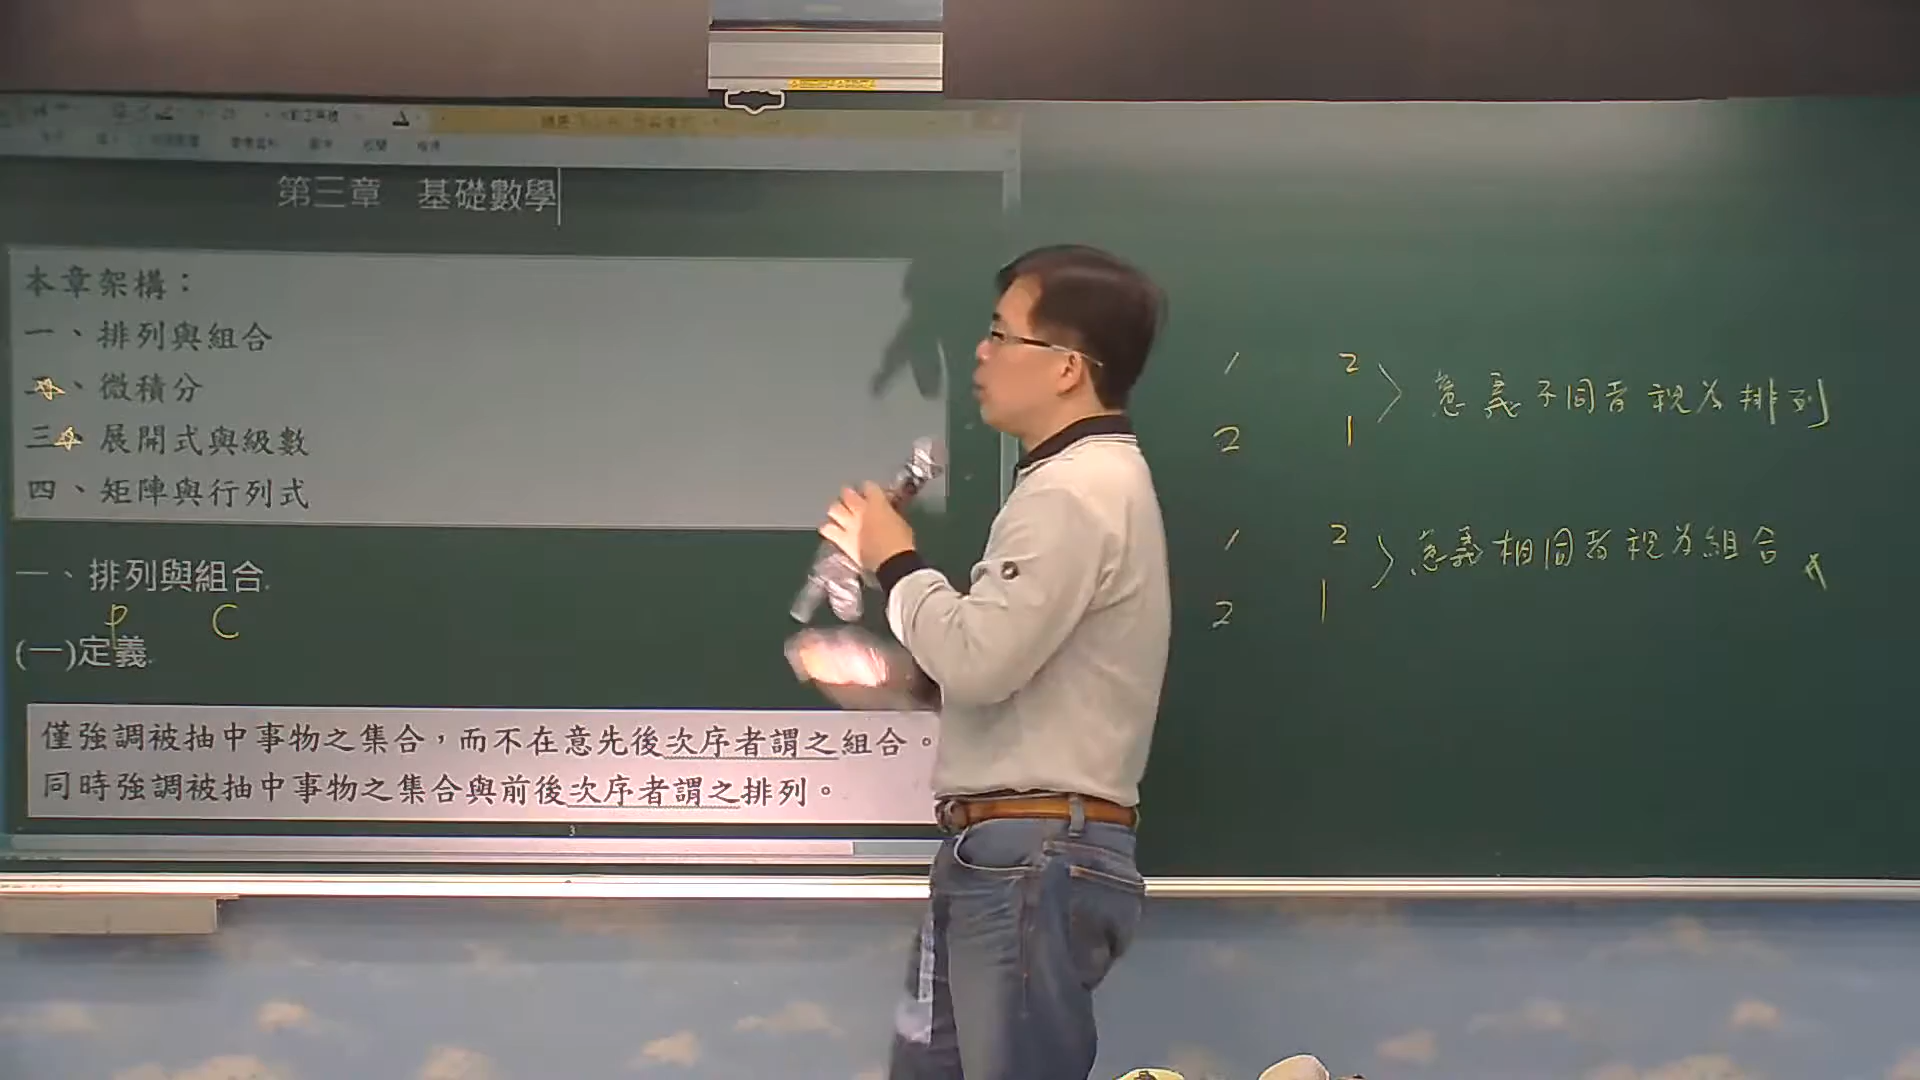 第三章 基礎數學
本章架構：
一、排列與組合
二、微積分
三、展開式與級數
四、矩陣與行列式
一、排列與組合
P C
(一)定義
僅強調被抽中事物之集合，而不在意先後次序者謂之組合。
同時強調被抽中事物之集合與前後次序者謂之排列。
3
1 2
2 1
意義不同者視為排列
1 2
2 1
意義相同者視為組合